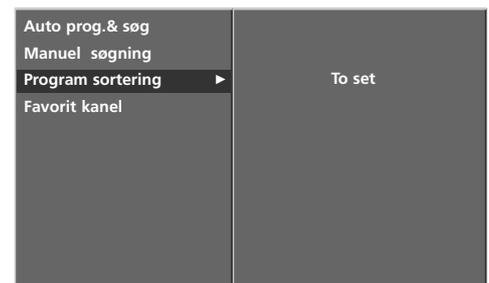 Auto prog.& søg
Manuel søgning
Program sortering ►
To set
Favorit kanel